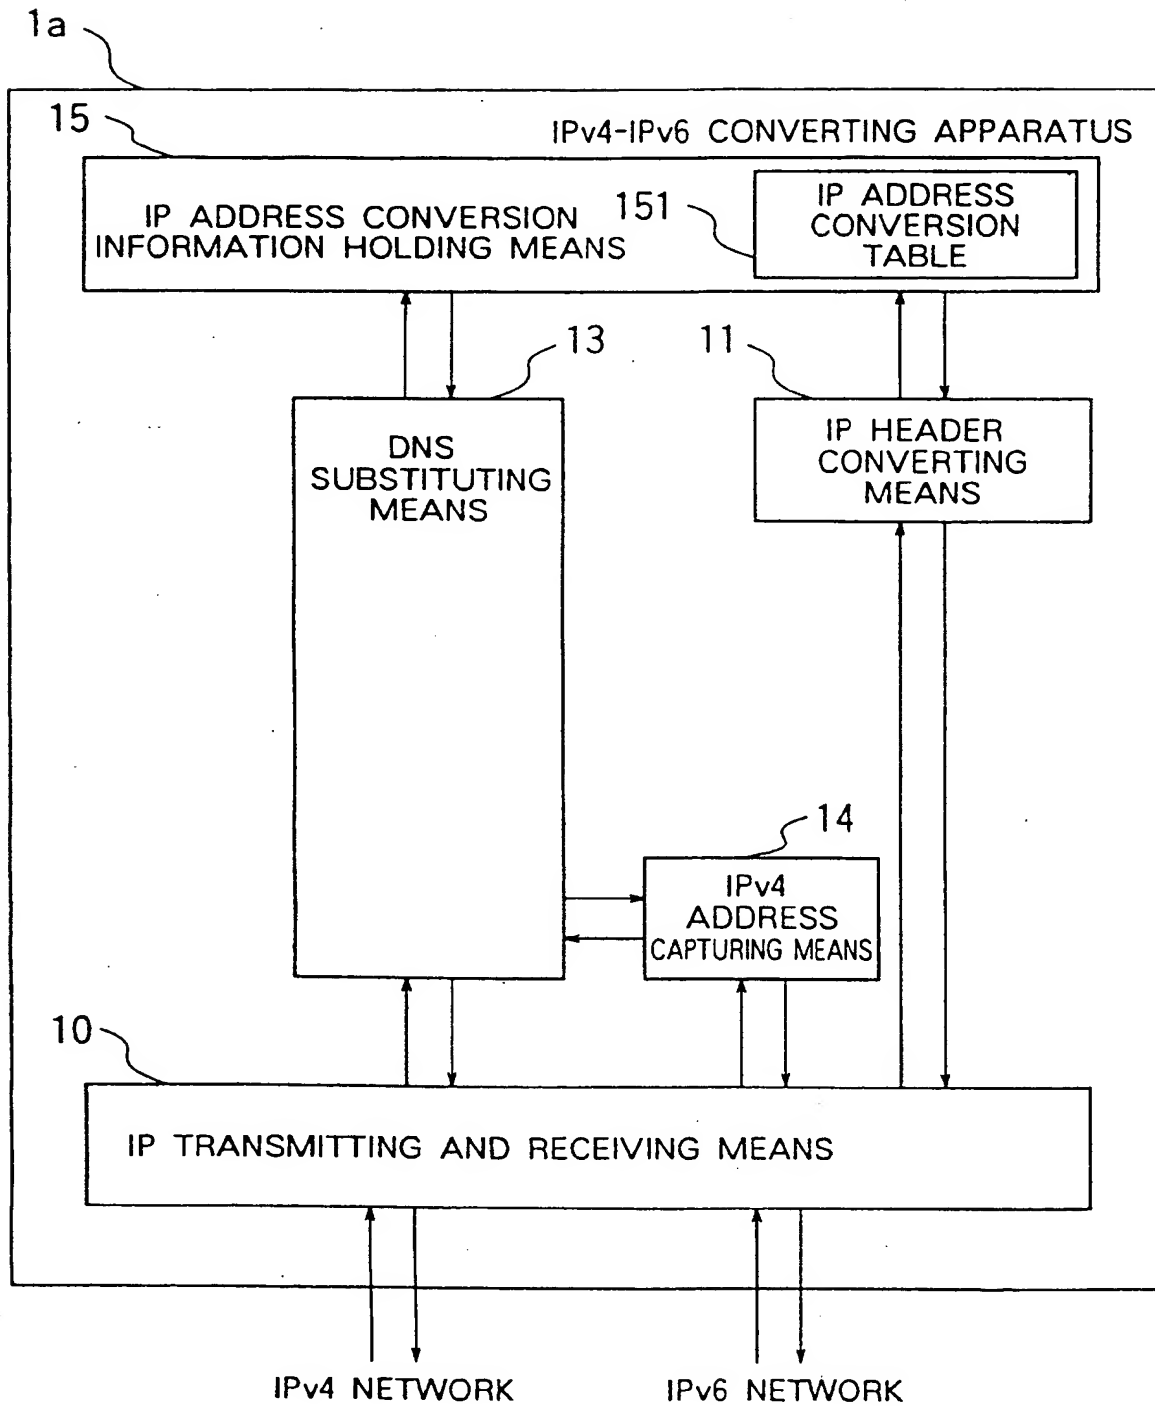 1a
15
IPv4-IPv6 CONVERTING APPARATUS
IP ADDRESS CONVERSION
INFORMATION HOLDING MEANS
151
IP ADDRESS
CONVERSION
TABLE
13
11
DNS
SUBSTITUTING
MEANS
IP HEADER
CONVERTING
MEANS
14
IPv4
ADDRESS
CAPTURING MEANS
10
IP TRANSMITTING AND RECEIVING MEANS
IPv4 NETWORK
IPv6 NETWORK